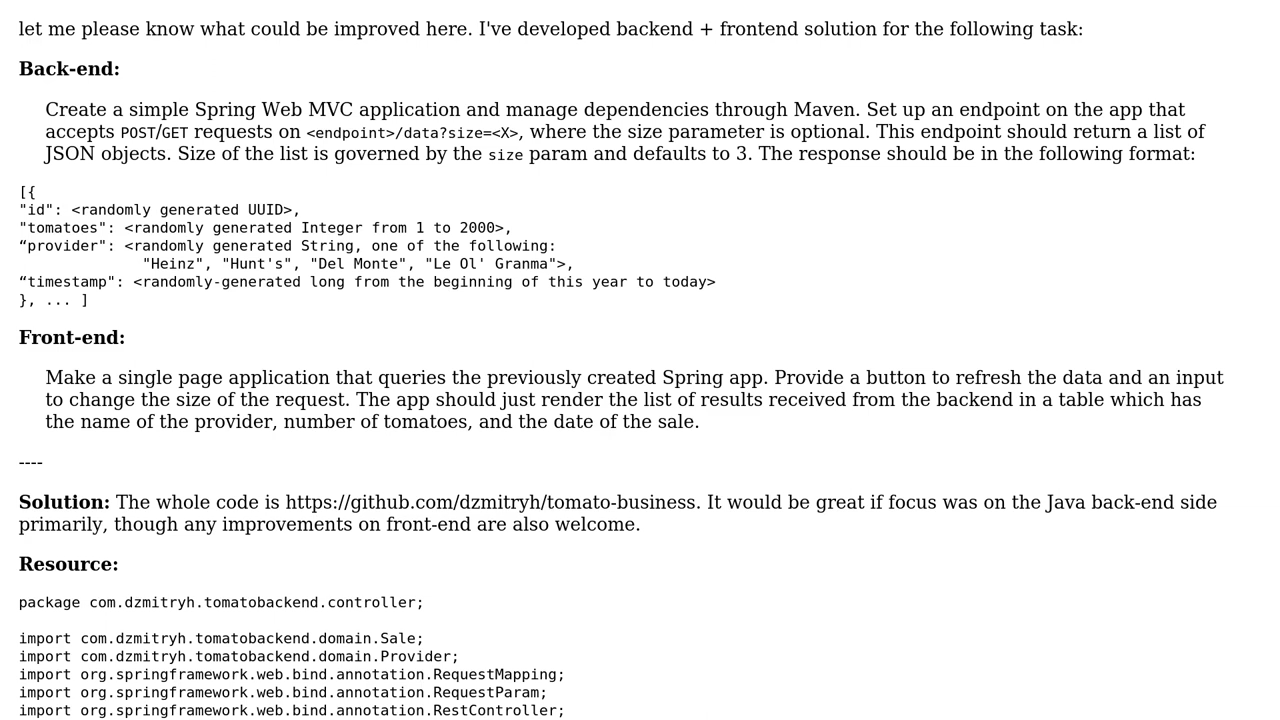 let me please know what could be improved here. I've developed backend + frontend solution for the following task:
Back-end:
Create a simple Spring Web MVC application and manage dependencies through Maven. Set up an endpoint on the app that
accepts POST/GET requests on <endpoint>/data?size=<X>, where the size parameter is optional. This endpoint should return a list of
JSON objects. Size of the list is governed by the size param and defaults to 3. The response should be in the following format:
[{
"id": <randomly generated UUID>,
"tomatoes": <randomly generated Integer from 1 to 2000>,
“provider": <randomly generated String, one of the following:
"Heinz", "Hunt's", "Del Monte", "Le Ol' Granma">,
“timestamp": <randomly-generated long from the beginning of this year to today>
}, ... ]
Front-end:
Make a single page application that queries the previously created Spring app. Provide a button to refresh the data and an input
to change the size of the request. The app should just render the list of results received from the backend in a table which has
the name of the provider, number of tomatoes, and the date of the sale.
----
Solution: The whole code is https://github.com/dzmitryh/tomato-business. It would be great if focus was on the Java back-end side
primarily, though any improvements on front-end are also welcome.
Resource:
package com.dzmitryh.tomatobackend.controller;
import com.dzmitryh.tomatobackend.domain.Sale;
import com.dzmitryh.tomatobackend.domain.Provider;
import org.springframework.web.bind.annotation.RequestMapping;
import org.springframework.web.bind.annotation.RequestParam;
import org.springframework.web.bind.annotation.RestController;